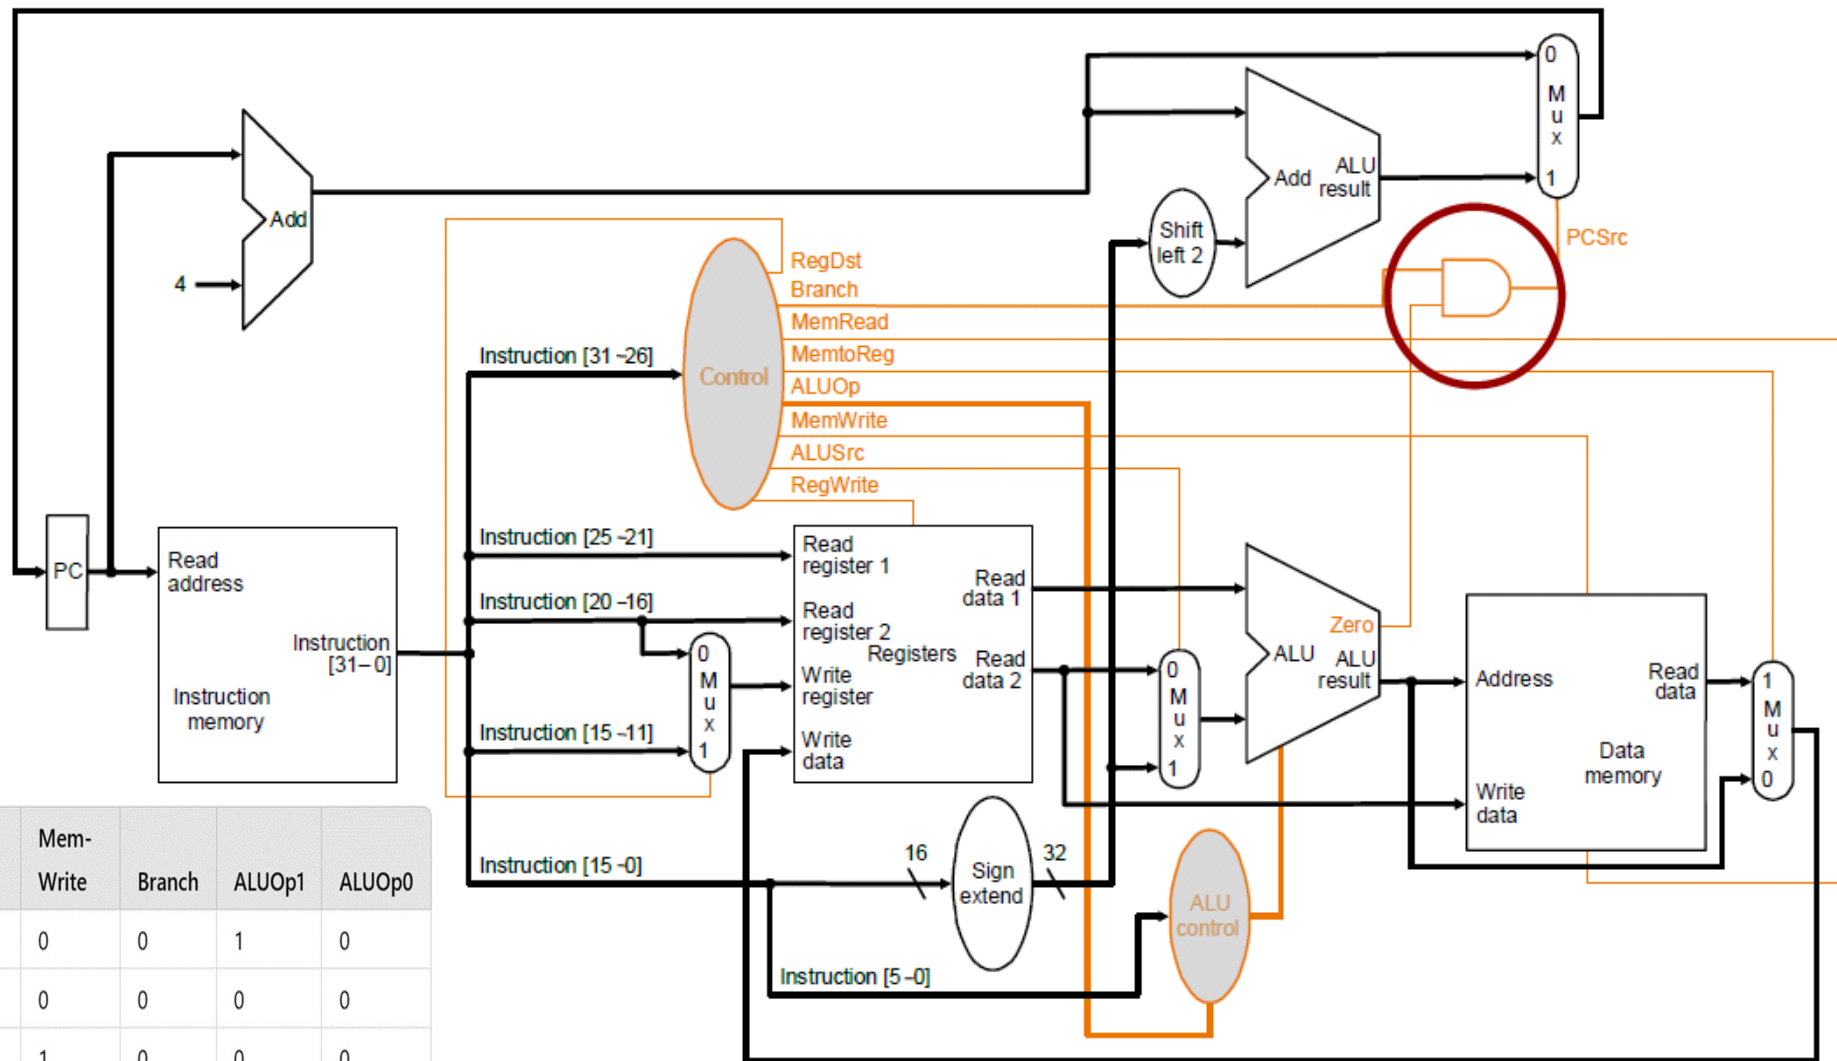 0
M
u
x
1
Add
ALU
result
Shift
left 2
PCSrc
Add
4
RegDst
Branch
MemRead
MemtoReg
ALUOp
MemWrite
ALUSrc
RegWrite
Control
Instruction [31–26]
PC
Read
address
Instruction
[31–0]
Instruction
memory
Instruction [25–21]
Instruction [20–16]
0
M
u
x
1
Instruction [15–11]
Read
register 1
Read
register 2
Write
register
Write
data
Registers
Read
data 1
Read
data 2
0
M
u
x
1
Zero
ALU
ALU
result
Address
Write
data
Read
data
Data
memory
1
M
u
x
0
Instruction [15–0]
16
Sign
extend
32
ALU
control
Instruction [5–0]
Mem-
Write Branch ALUOp1 ALUOp0
0 0 1 0
0 0 0 0
1 0 0 0